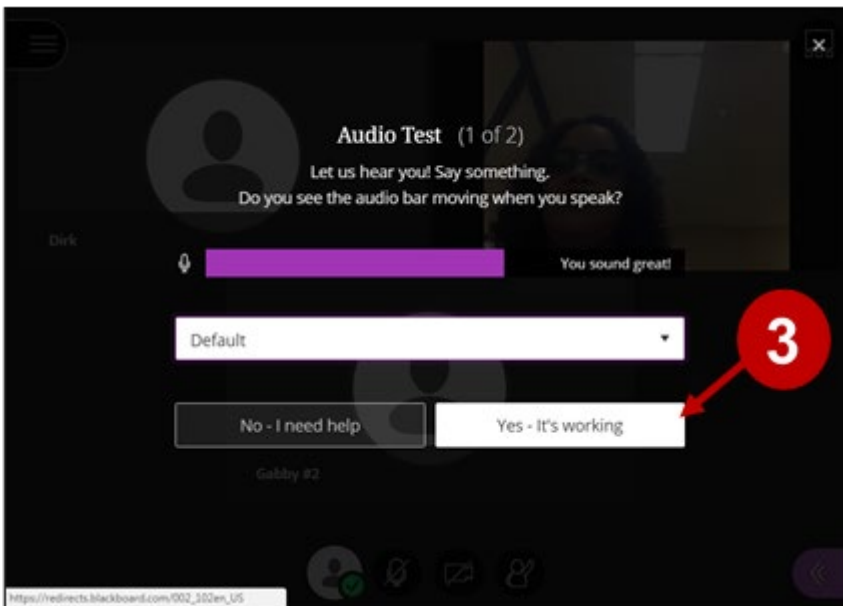 Audio Test (1 of 2)
Let us hear you! Say something.
Do you see the audio bar moving when you speak?
Dirk
You sound great!
Default
3
No - I need help
Yes - It's working
Gabby #2
https://redirects.blackboard.com/002_102en_US